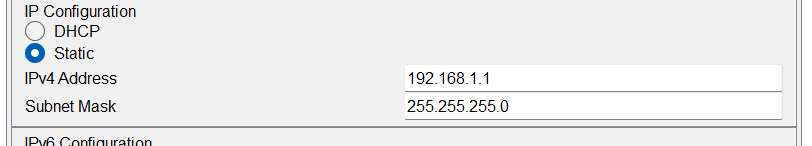 IP Configuration
DHCP
Static
IPv4 Address 192.168.1.1
Subnet Mask 255.255.255.0
IPv6 Configuration